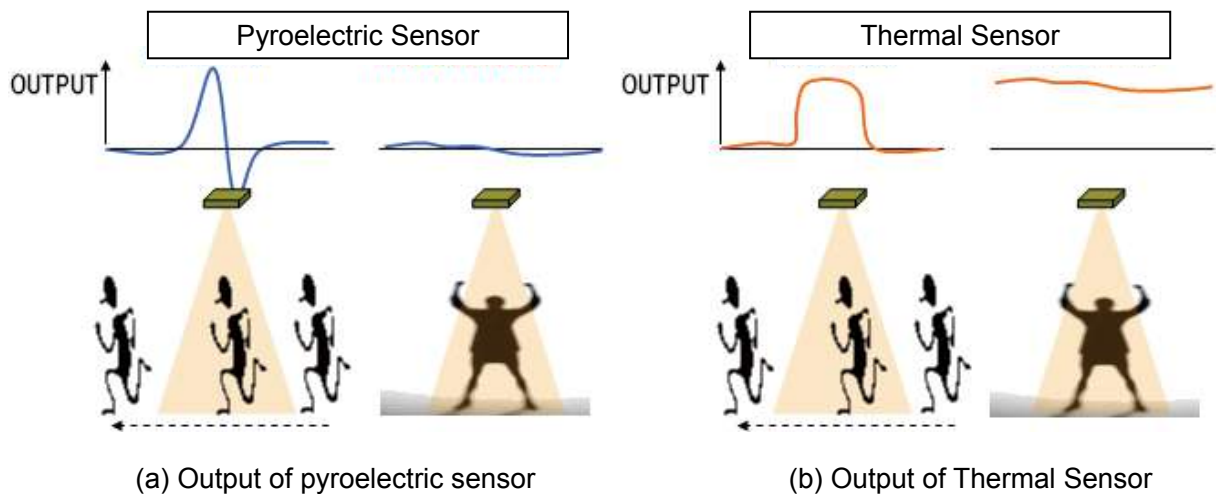 Pyroelectric Sensor
Thermal Sensor
OUTPUT
OUTPUT
(a) Output of pyroelectric sensor
(b) Output of Thermal Sensor